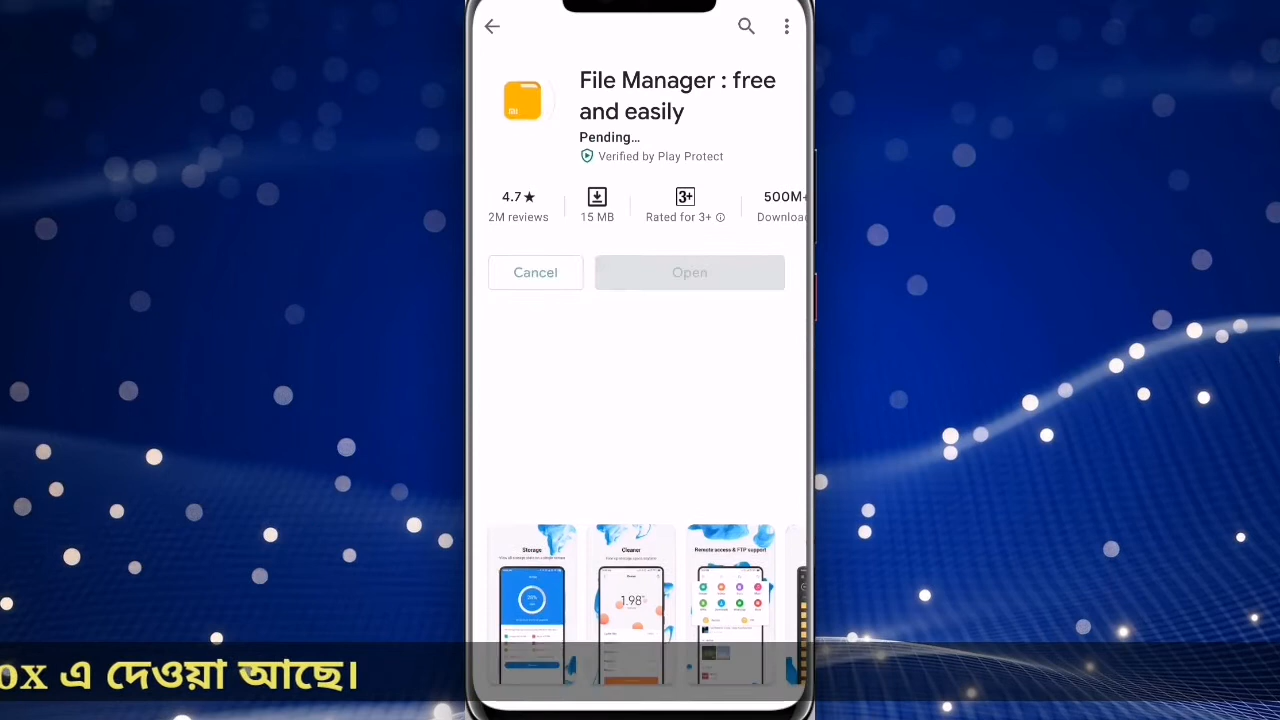 File Manager : free
and easily
Pending...
Verified by Play Protect
4.7★
2M reviews
15 MB
3+
Rated for 3+
500M+
Downloa
Cancel
Open
Storage
Cleaner
Remote access & FTP support
1.98
ox এ দেওয়া আছে।